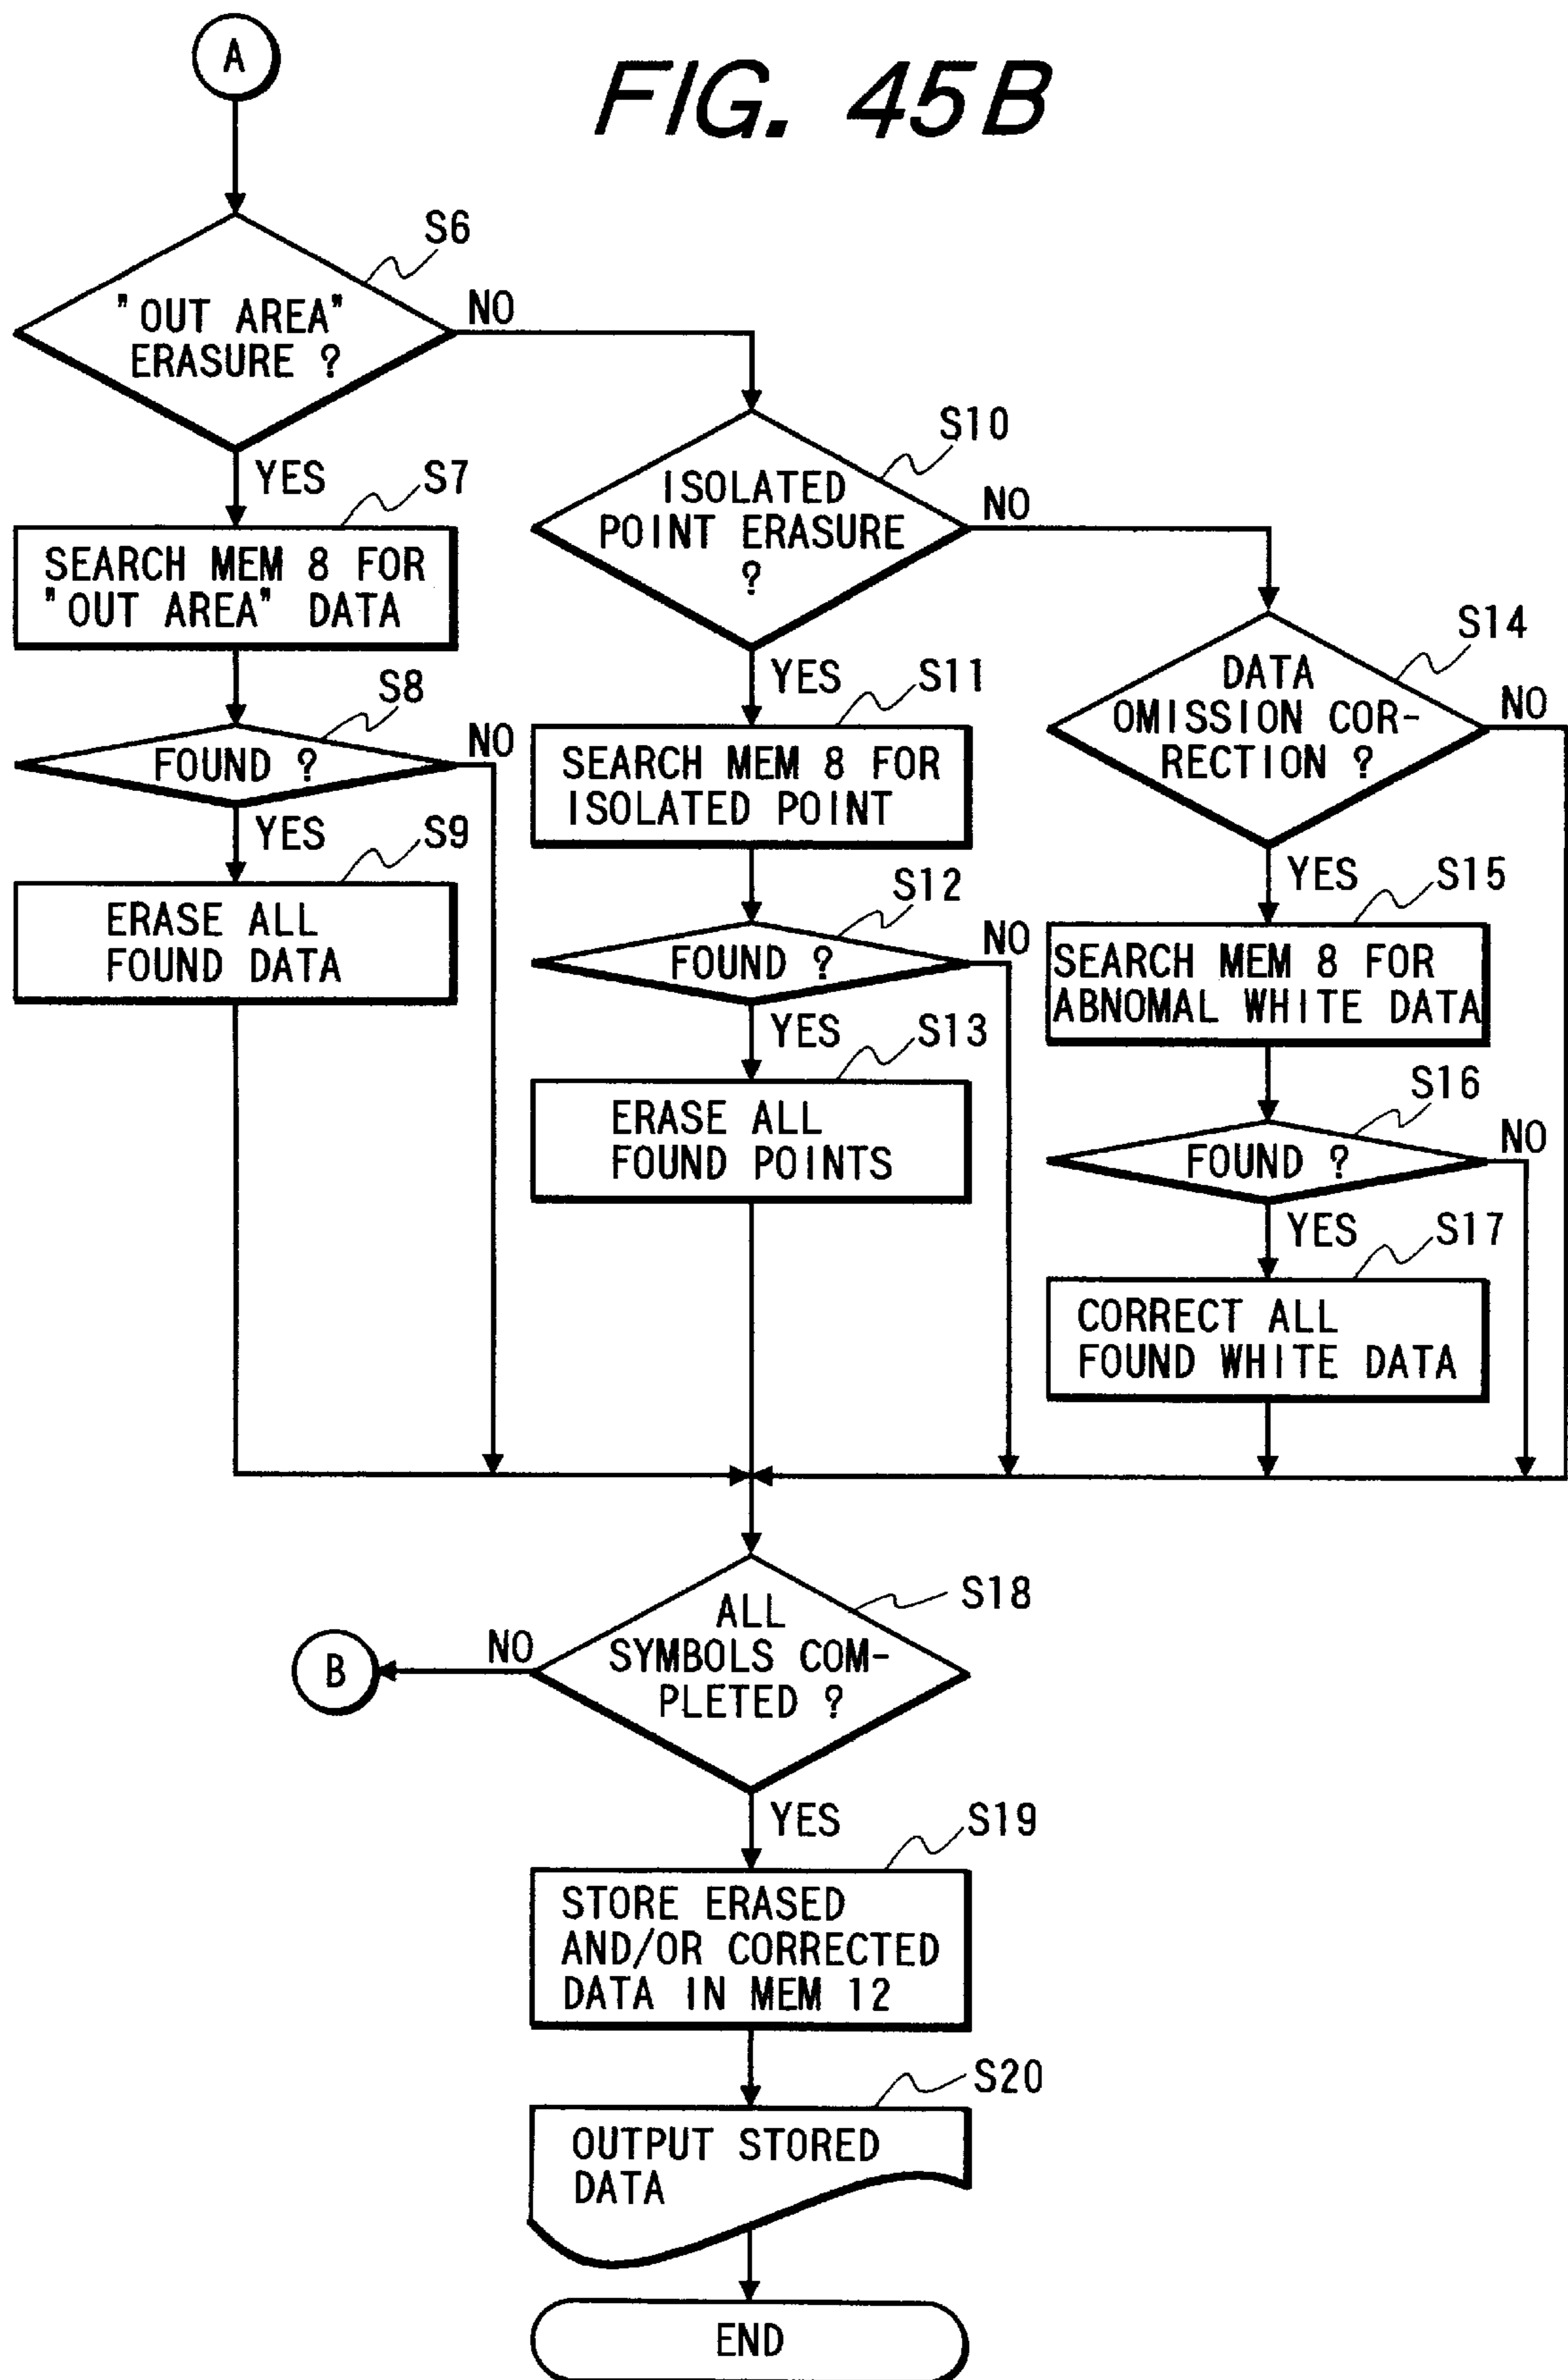 A
FIG. 45B
S6
"OUT AREA"
ERASURE ?
NO
YES
S7
SEARCH MEM 8 FOR
"OUT AREA" DATA
S8
FOUND ?
NO
YES
S9
ERASE ALL
FOUND DATA
S10
ISOLATED
POINT ERASURE
?
NO
YES
S11
SEARCH MEM 8 FOR
ISOLATED POINT
S12
FOUND ?
NO
YES
S13
ERASE ALL
FOUND POINTS
S14
DATA
OMISSION COR-
RECTION ?
NO
YES
S15
SEARCH MEM 8 FOR
ABNOMAL WHITE DATA
S16
FOUND ?
NO
YES
S17
CORRECT ALL
FOUND WHITE DATA
S18
ALL
SYMBOLS COM-
PLETED ?
NO
B
YES
S19
STORE ERASED
AND/OR CORRECTED
DATA IN MEM 12
S20
OUTPUT STORED
DATA
END